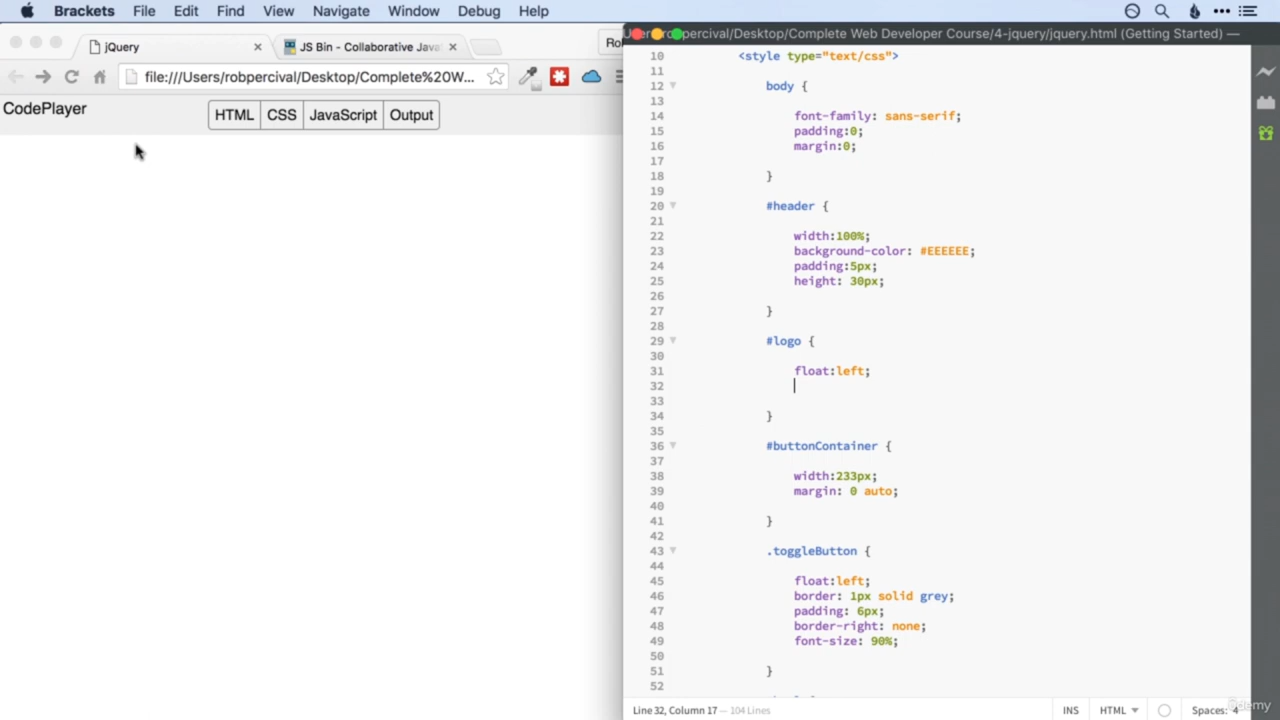 Brackets File Edit Find View Navigate Window Debug Help
jQuery
JS Bin - Collaborative Java
file:///Users/robpercival/Desktop/Complete%20W...
CodePlayer
HTML CSS JavaScript Output
percival/Desktop/Complete Web Developer Course/4-jquery/jquery.html (Getting Started) —
10 <style type="text/css">
11
12 body {
13
14 font-family: sans-serif;
15 padding:0;
16 margin:0;
17
18 }
19
20 #header {
21
22 width:100%;
23 background-color: #EEEEEE;
24 padding:5px;
25 height: 30px;
26
27 }
28
29 #logo {
30
31 float:left;
32
33
34 }
35
36 #buttonContainer {
37
38 width:233px;
39 margin: 0 auto;
40
41 }
42
43 .toggleButton {
44
45 float:left;
46 border: 1px solid grey;
47 padding: 6px;
48 border-right: none;
49 font-size: 90%;
50
51 }
52
Line 32, Column 17 — 104 Lines
INS HTML Spaces: 4
ûdemy